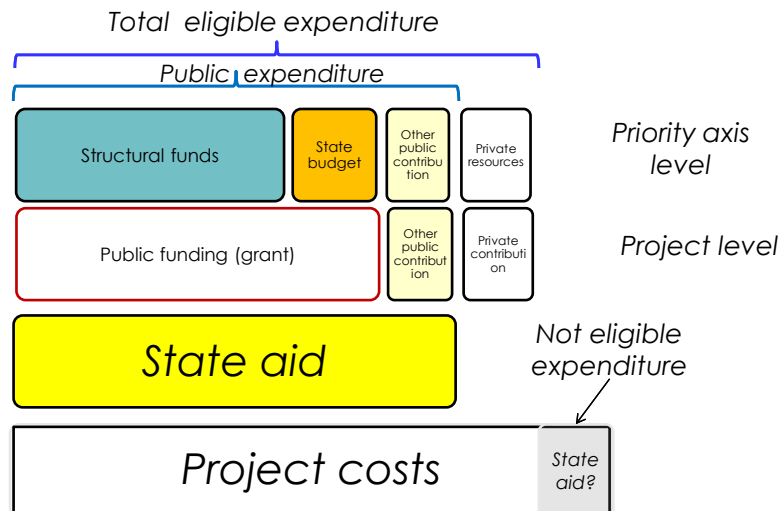 Total eligible expenditure
Public expenditure
Structural funds
State
budget
Other
public
contribu
tion
Private
resources
Priority axis
level
Public funding (grant)
Other
public
contribut
ion
Private
contributi
on
Project level
State aid
Not eligible
expenditure
Project costs
State
aid?